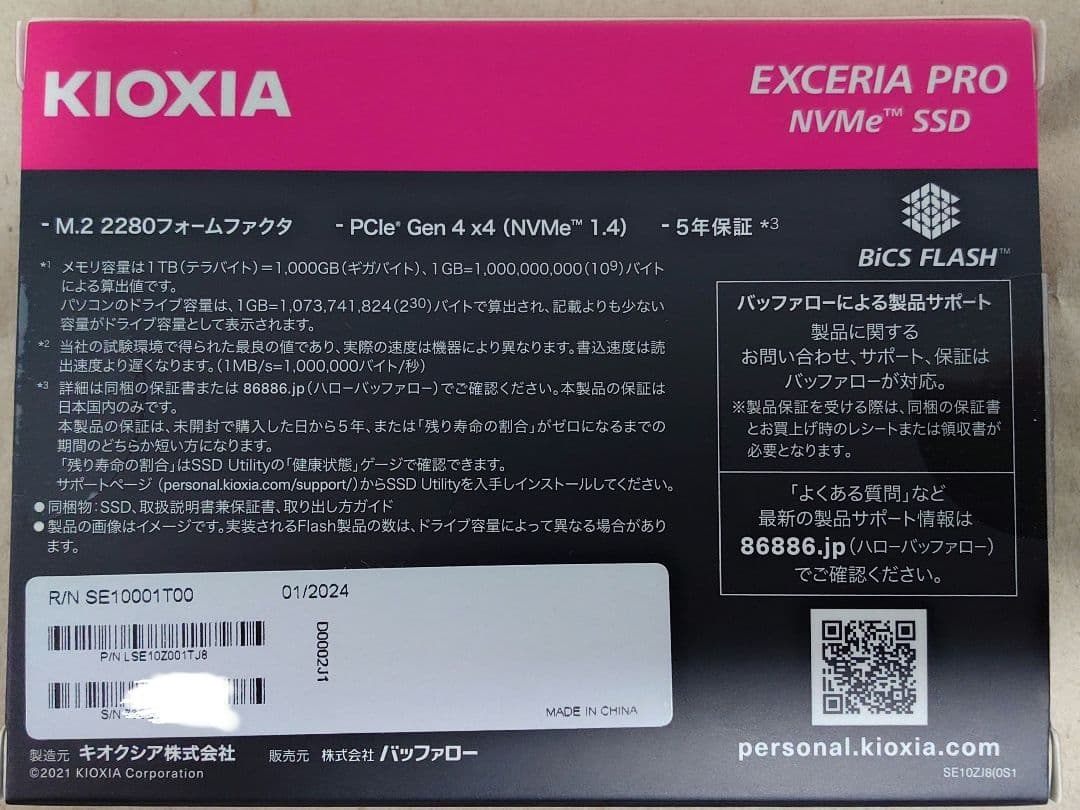 KIOXIA
EXCERIA PRO
NVMe™ SSD
- M.2 2280フォームファクタ - PCIe® Gen 4 x4 (NVMe™ 1.4) - 5年保証 *3
BiCS FLASH™
*1 メモリ容量は1TB(テラバイト)=1,000GB(ギガバイト)、1GB=1,000,000,000(10⁹)バイト
による算出値です。
パソコンのドライブ容量は、1GB=1,073,741,824(2³⁰)バイトで算出され、記載よりも少ない
容量がドライブ容量として表示されます。
*2 当社の試験環境で得られた最良の値であり、実際の速度は機器により異なります。書込速度は読
出速度より遅くなります。(1MB/s=1,000,000バイト/秒)
*3 詳細は同梱の保証書または 86886.jp(ハローバッファロー)でご確認ください。本製品の保証は
日本国内のみです。
本製品の保証は、未開封で購入した日から5年、または「残り寿命の割合」がゼロになるまでの
期間のどちらか短い方になります。
「残り寿命の割合」はSSD Utilityの「健康状態」ゲージで確認できます。
サポートページ (personal.kioxia.com/support/)からSSD Utilityを入手しインストールしてください。
●同梱物:SSD、取扱説明書兼保証書、取り出し方ガイド
●製品の画像はイメージです。実装されるFlash製品の数は、ドライブ容量によって異なる場合があり
ます。
バッファローによる製品サポート
製品に関する
お問い合わせ、サポート、保証は
バッファローが対応。
※製品保証を受ける際は、同梱の保証書
とお買上げ時のレシートまたは領収書が
必要となります。
「よくある質問」など
最新の製品サポート情報は
86886.jp(ハローバッファロー)
でご確認ください。
R/N SE10001T00 01/2024
P/N LSE10Z001TJ8
D0002J1
S/N
MADE IN CHINA
製造元 キオクシア株式会社 販売元 株式会社 バッファロー
©2021 KIOXIA Corporation
personal.kioxia.com
SE10ZJ8(0S1